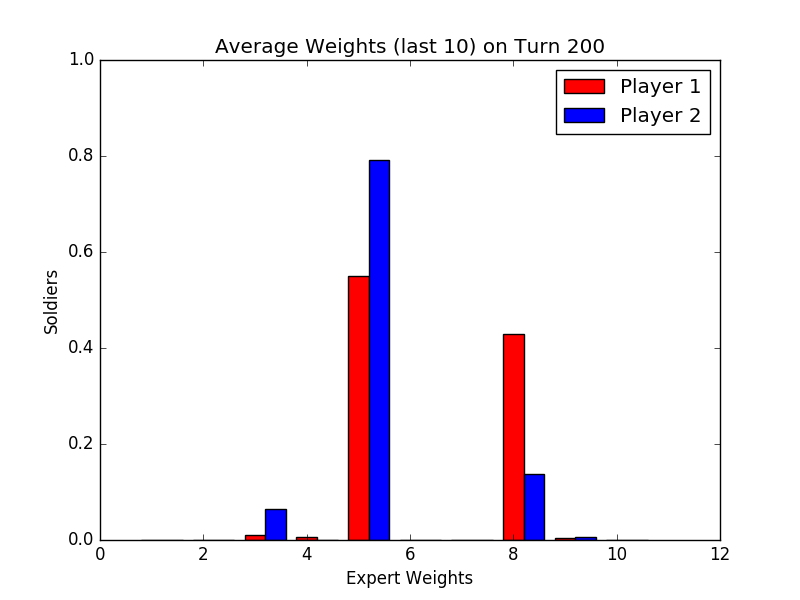 Average Weights (last 10) on Turn 200
1.0
Player 1
Player 2
0.8
0.6
0.4
0.2
0.0
0 2 4 6 8 10 12
Soldiers
Expert Weights